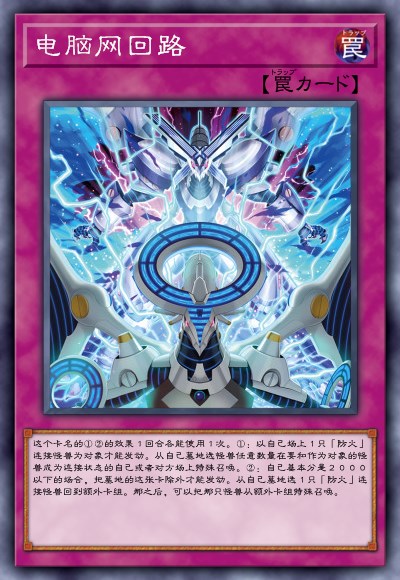 电脑网回路
トラップ
罠
トラップ
【罠カード】
这个卡名的①②的效果1回合各能使用1次。①:以自己场上1只「防火」
连接怪兽为对象才能发动。从自己墓地选怪兽任意数量在要和作为对象的怪
兽成为连接状态的自己或者对方场上特殊召唤。②:自己基本分是2000
以下的场合,把墓地的这张卡除外才能发动。从自己墓地选1只「防火」连
接怪兽回到额外卡组。那之后,可以把那只怪兽从额外卡组特殊召唤。